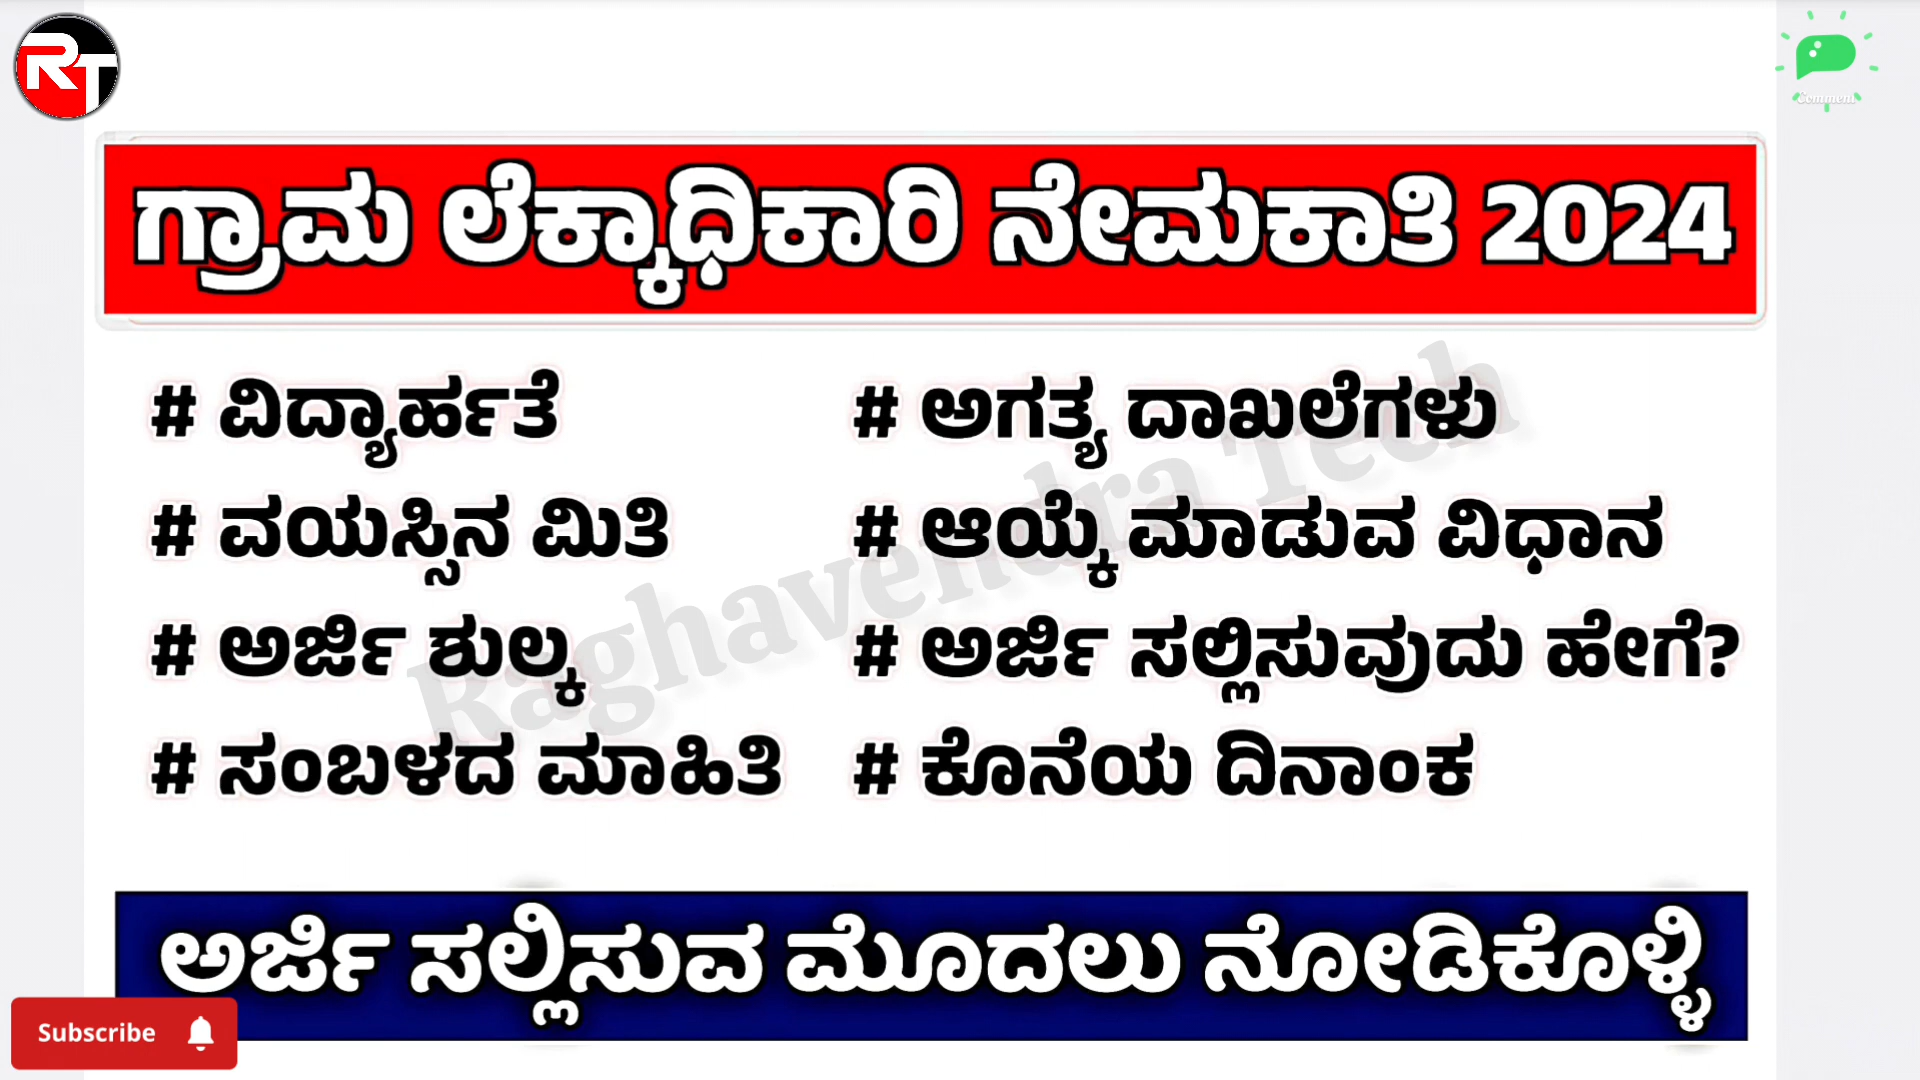 RT
Comment
ಗ್ರಾಮ ಲೆಕ್ಕಾಧಿಕಾರಿ ನೇಮಕಾತಿ 2024
# ವಿದ್ಯಾರ್ಹತೆ
# ವಯಸ್ಸಿನ ಮಿತಿ
# ಅರ್ಜಿ ಶುಲ್ಕ
# ಸಂಬಳದ ಮಾಹಿತಿ
# ಅಗತ್ಯ ದಾಖಲೆಗಳು
# ಆಯ್ಕೆ ಮಾಡುವ ವಿಧಾನ
# ಅರ್ಜಿ ಸಲ್ಲಿಸುವುದು ಹೇಗೆ?
# ಕೊನೆಯ ದಿನಾಂಕ
Raghavendra Tech
ಅರ್ಜಿ ಸಲ್ಲಿಸುವ ಮೊದಲು ನೋಡಿಕೊಳ್ಳಿ
Subscribe